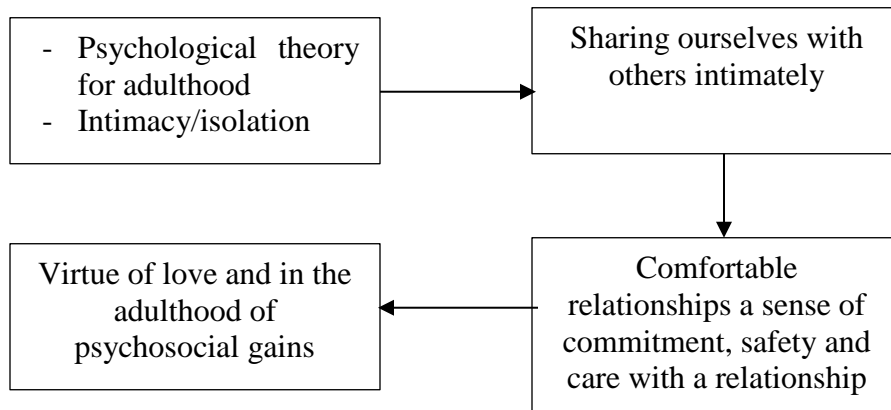 - Psychological theory
for adulthood
- Intimacy/isolation
Sharing ourselves with
others intimately
Comfortable
relationships a sense of
commitment, safety and
care with a relationship
Virtue of love and in the
adulthood of
psychosocial gains